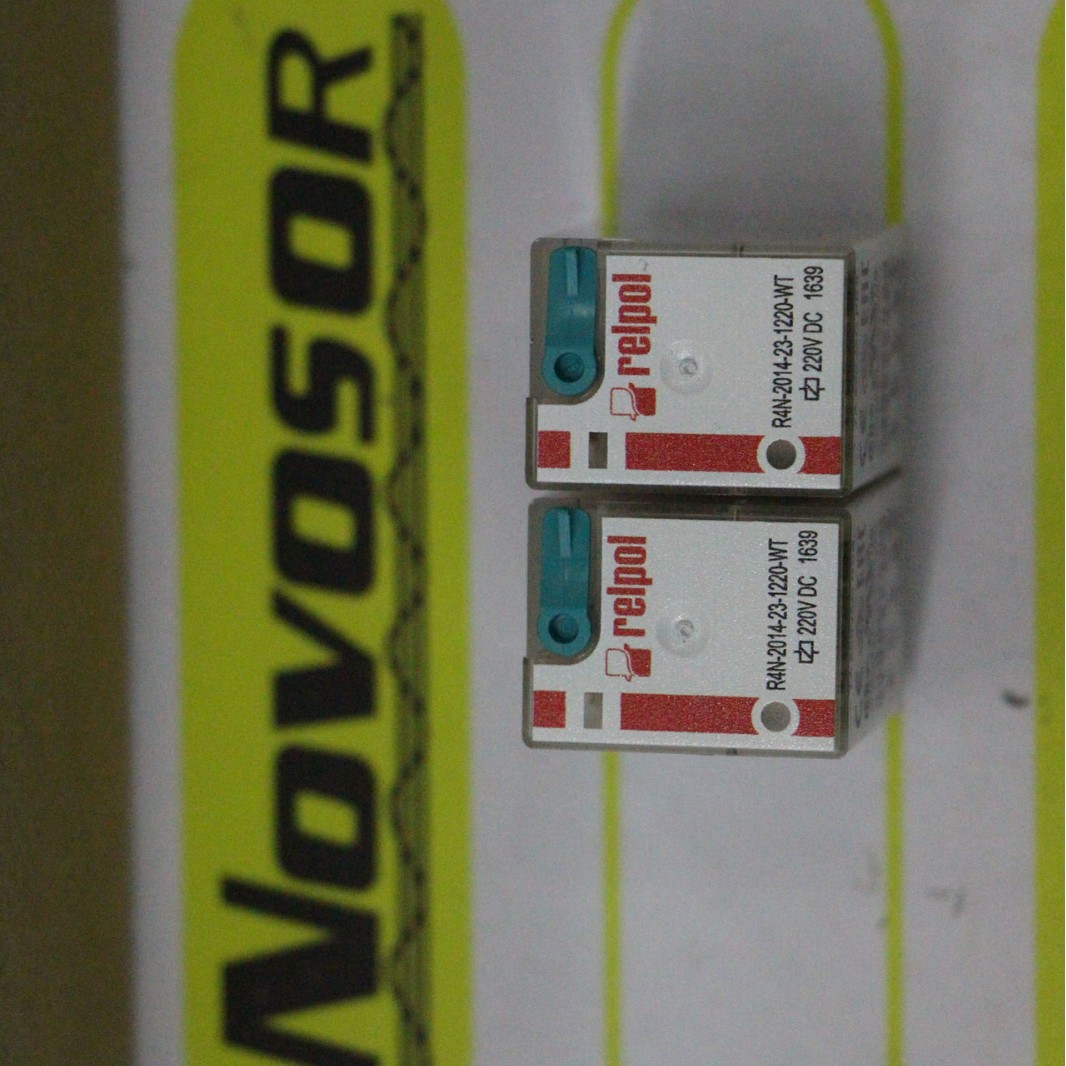 NovosoR
relpol
R4N-2014-23-1220-WT
220V DC 1639
relpol
R4N-2014-23-1220-WT
220V DC 1639